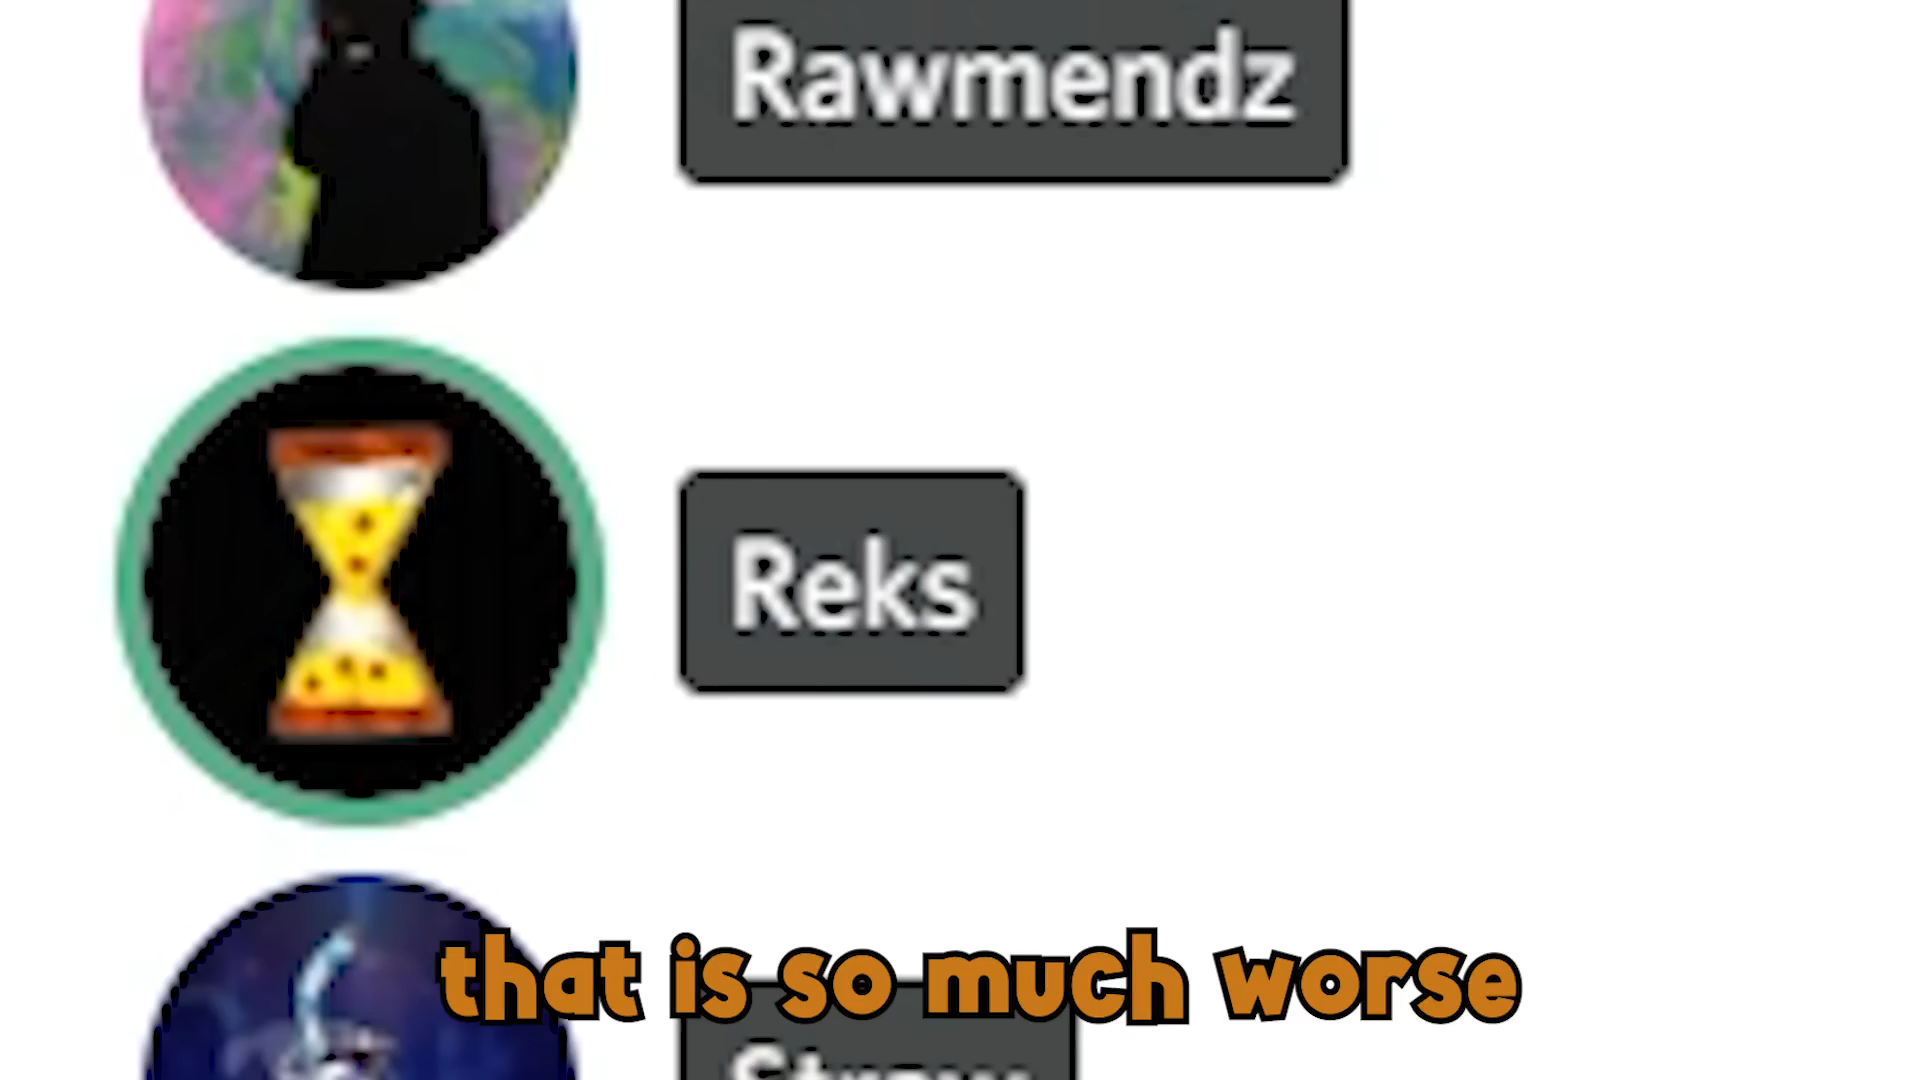 Rawmendz
Reks
that is so much worse